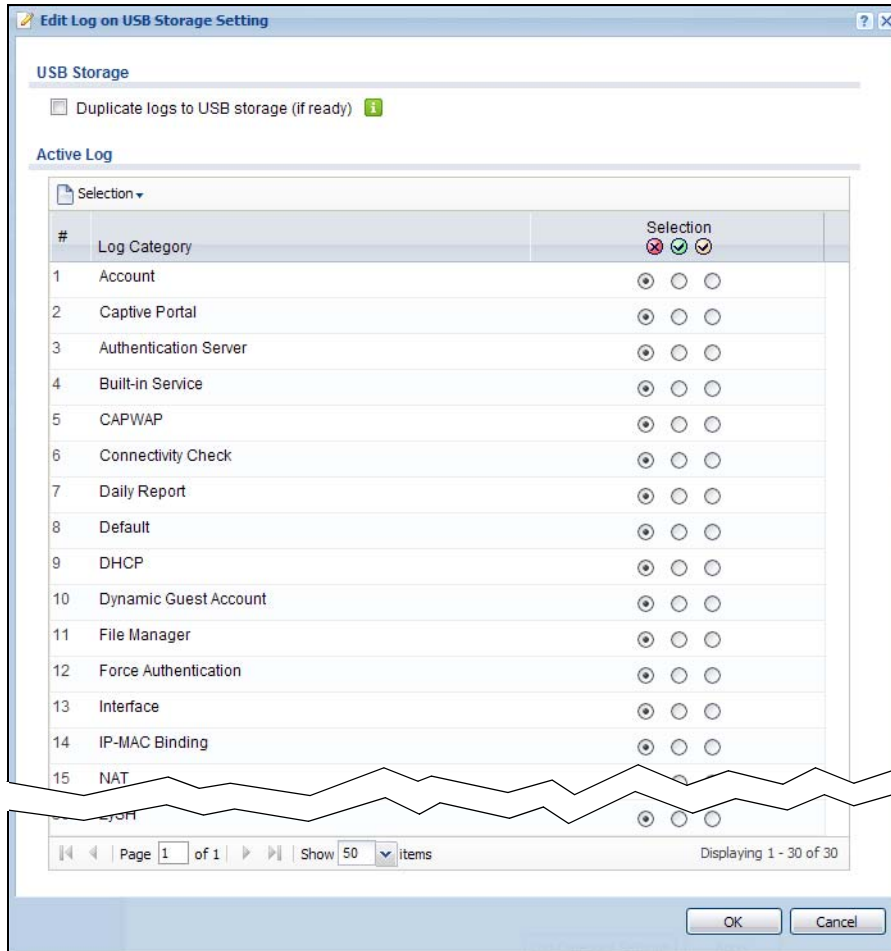 Edit Log on USB Storage Setting
USB Storage
Duplicate logs to USB storage (if ready)
Active Log
Selection
# Log Category Selection
1 Account
2 Captive Portal
3 Authentication Server
4 Built-in Service
5 CAPWAP
6 Connectivity Check
7 Daily Report
8 Default
9 DHCP
10 Dynamic Guest Account
11 File Manager
12 Force Authentication
13 Interface
14 IP-MAC Binding
15 NAT
Page 1 of 1 Show 50 items Displaying 1 - 30 of 30
OK Cancel